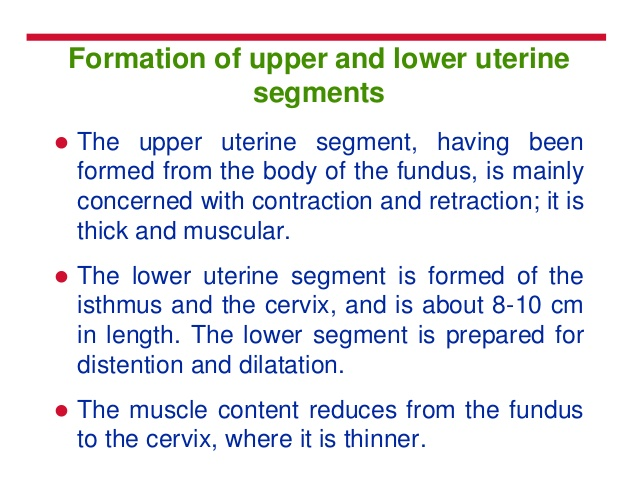 Formation of upper and lower uterine
segments
The upper uterine segment, having been
formed from the body of the fundus, is mainly
concerned with contraction and retraction; it is
thick and muscular.
The lower uterine segment is formed of the
isthmus and the cervix, and is about 8-10 cm
in length. The lower segment is prepared for
distention and dilatation.
The muscle content reduces from the fundus
to the cervix, where it is thinner.